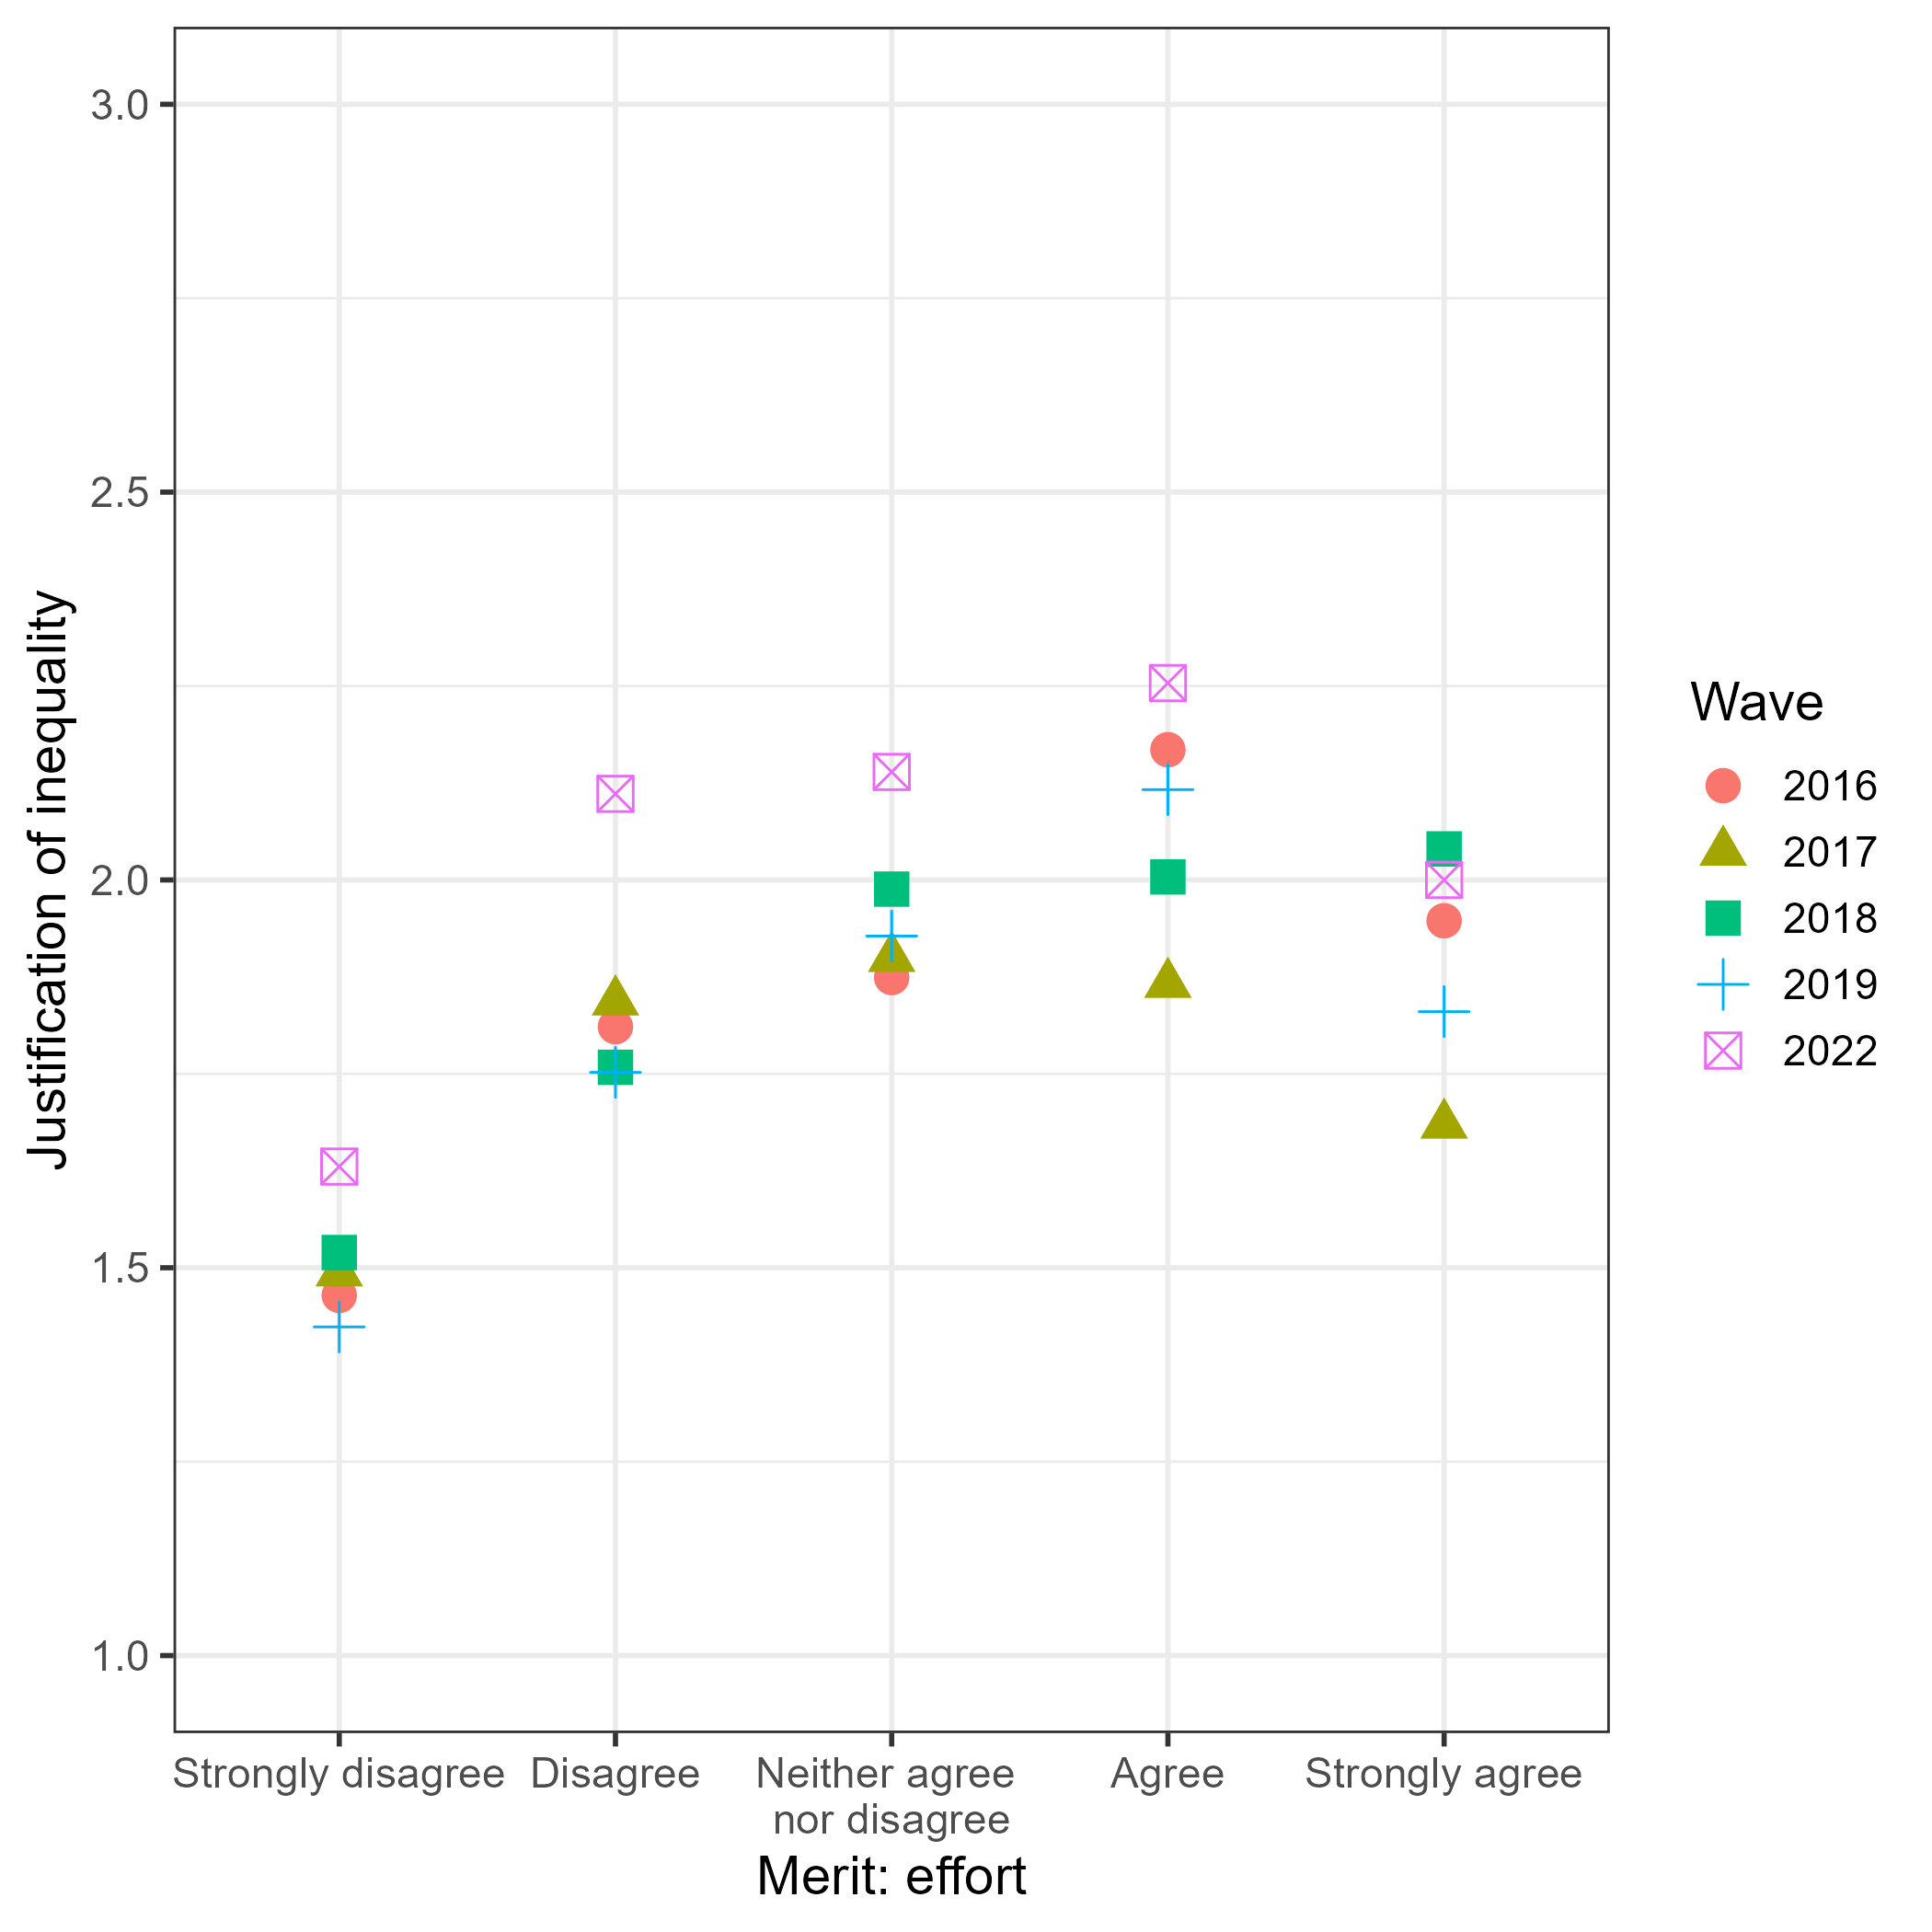 Justification of inequality
3.0
2.5
2.0
1.5
1.0
Strongly disagree
Disagree
Neither agree
nor disagree
Agree
Strongly agree
Merit: effort
Wave
2016
2017
2018
2019
2022